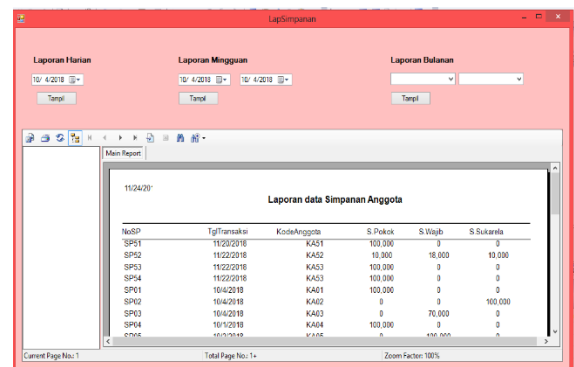 LapSimpanan
Laporan Harian Laporan Mingguan Laporan Bulanan
10/ 4/2018 10/ 4/2018 10/ 4/2018
Tampil Tampil Tampil
Main Report
11/24/20
Laporan data Simpanan Anggota
NoSP TglTransaksi KodeAnggota S.Pokok S.Wajib S.Sukarela
SP51 11/20/2018 KA51 100,000 0 0
SP52 11/22/2018 KA52 10,000 18,000 10,000
SP53 11/22/2018 KA53 100,000 0 0
SP54 11/22/2018 KA53 100,000 0 0
SP01 10/4/2018 KA01 100,000 0 0
SP02 10/4/2018 KA02 0 0 100,000
SP03 10/4/2018 KA03 0 70,000 0
SP04 10/1/2018 KA04 100,000 0 0
Current Page No.: 1 Total Page No.: 1+ Zoom Factor: 100%